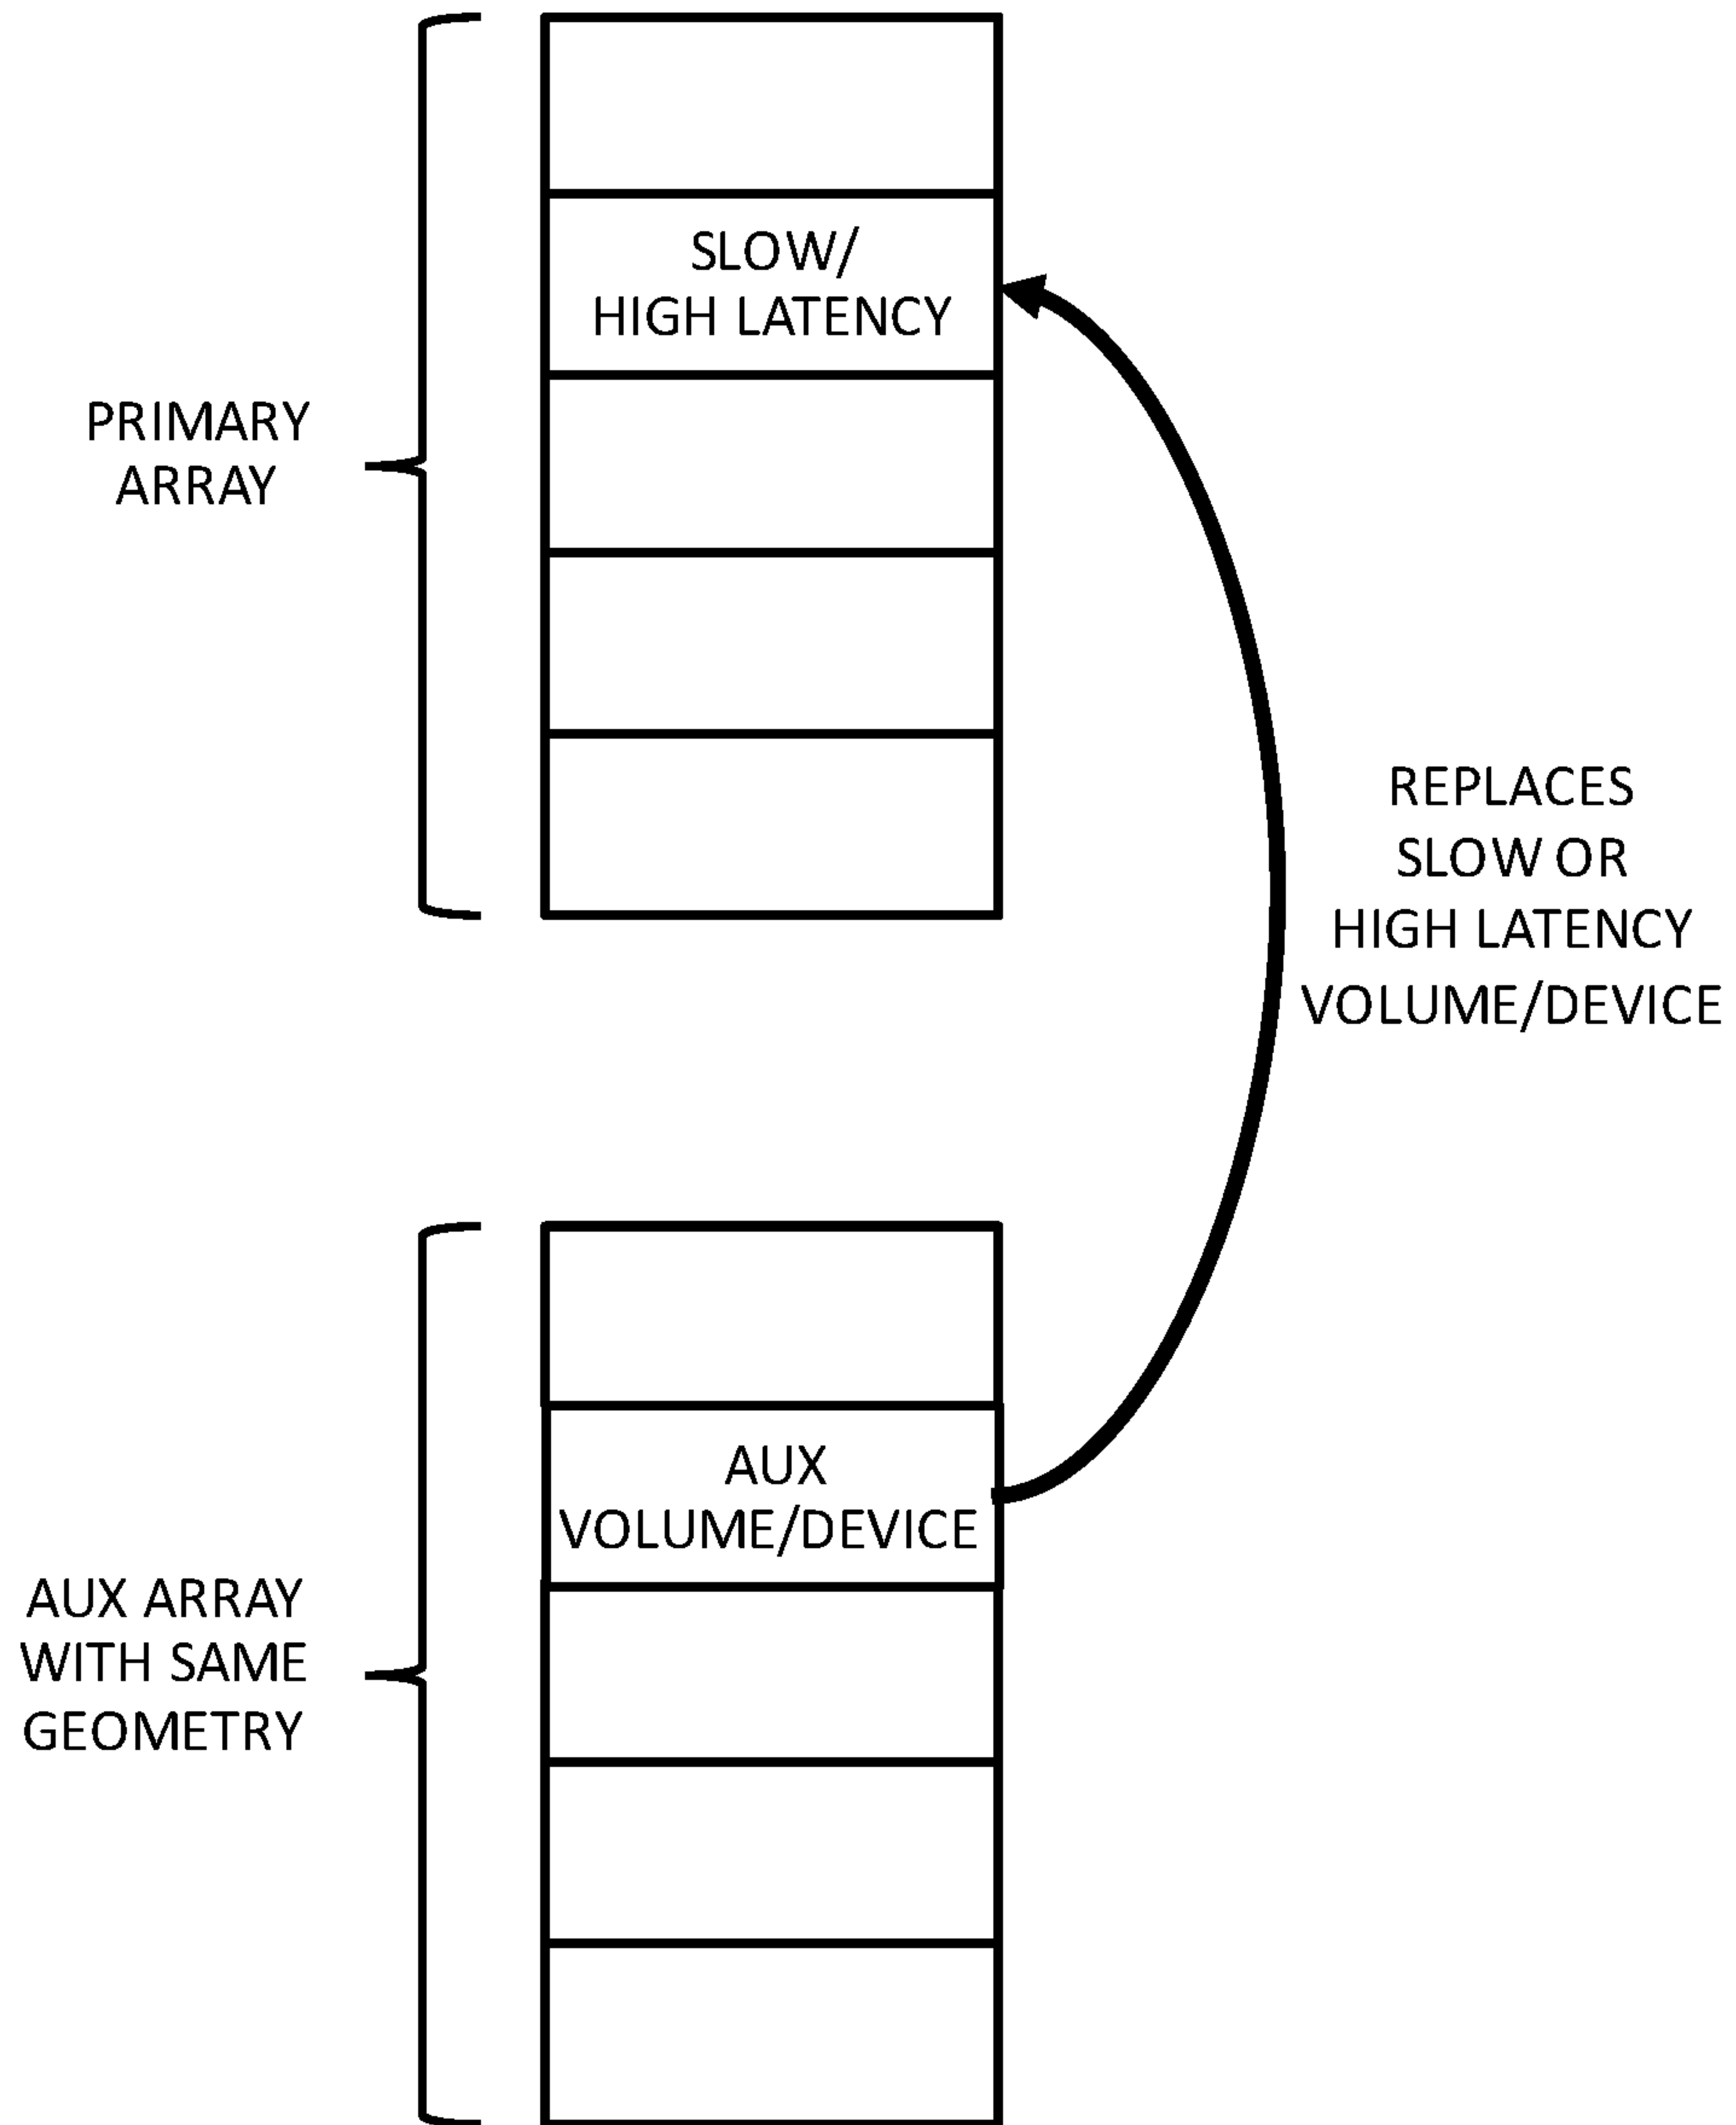 SLOW/
HIGH LATENCY
PRIMARY
ARRAY
REPLACES
SLOW OR
HIGH LATENCY
VOLUME/DEVICE
AUX
VOLUME/DEVICE
AUX ARRAY
WITH SAME
GEOMETRY